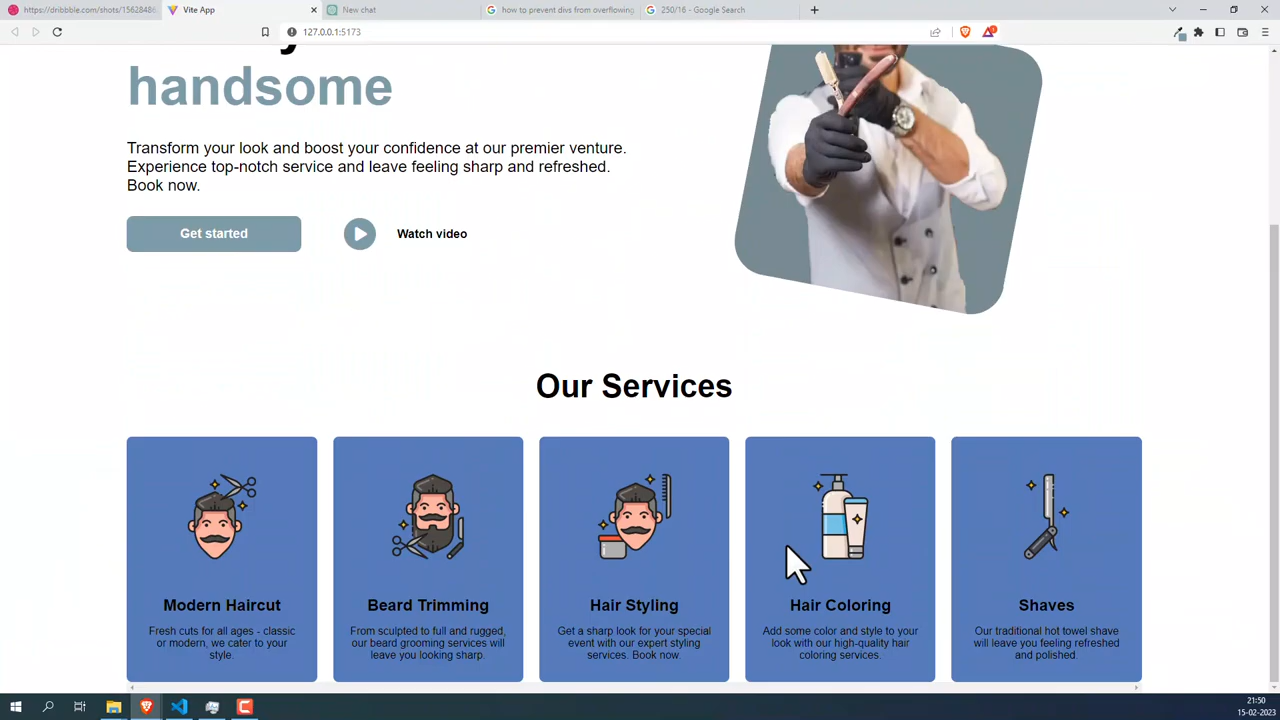 https://dribbble.com/shots/15628486
Vite App
New chat
how to prevent divs from overflowing
250/16 - Google Search
127.0.0.1:5173
handsome
Transform your look and boost your confidence at our premier venture.
Experience top-notch service and leave feeling sharp and refreshed.
Book now.
Get started
Watch video
Our Services
Modern Haircut
Fresh cuts for all ages - classic
or modern, we cater to your
style.
Beard Trimming
From sculpted to full and rugged,
our beard grooming services will
leave you looking sharp.
Hair Styling
Get a sharp look for your special
event with our expert styling
services. Book now.
Hair Coloring
Add some color and style to your
look with our high-quality hair
coloring services.
Shaves
Our traditional hot towel shave
will leave you feeling refreshed
and polished.
21:50
15-02-2023